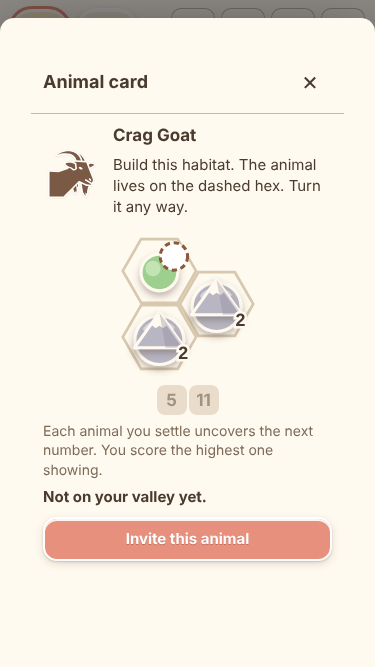 Animal card
Crag Goat
Build this habitat. The animal
lives on the dashed hex. Turn
it any way.
2
2
5 11
Each animal you settle uncovers the next
number. You score the highest one
showing.
Not on your valley yet.
Invite this animal